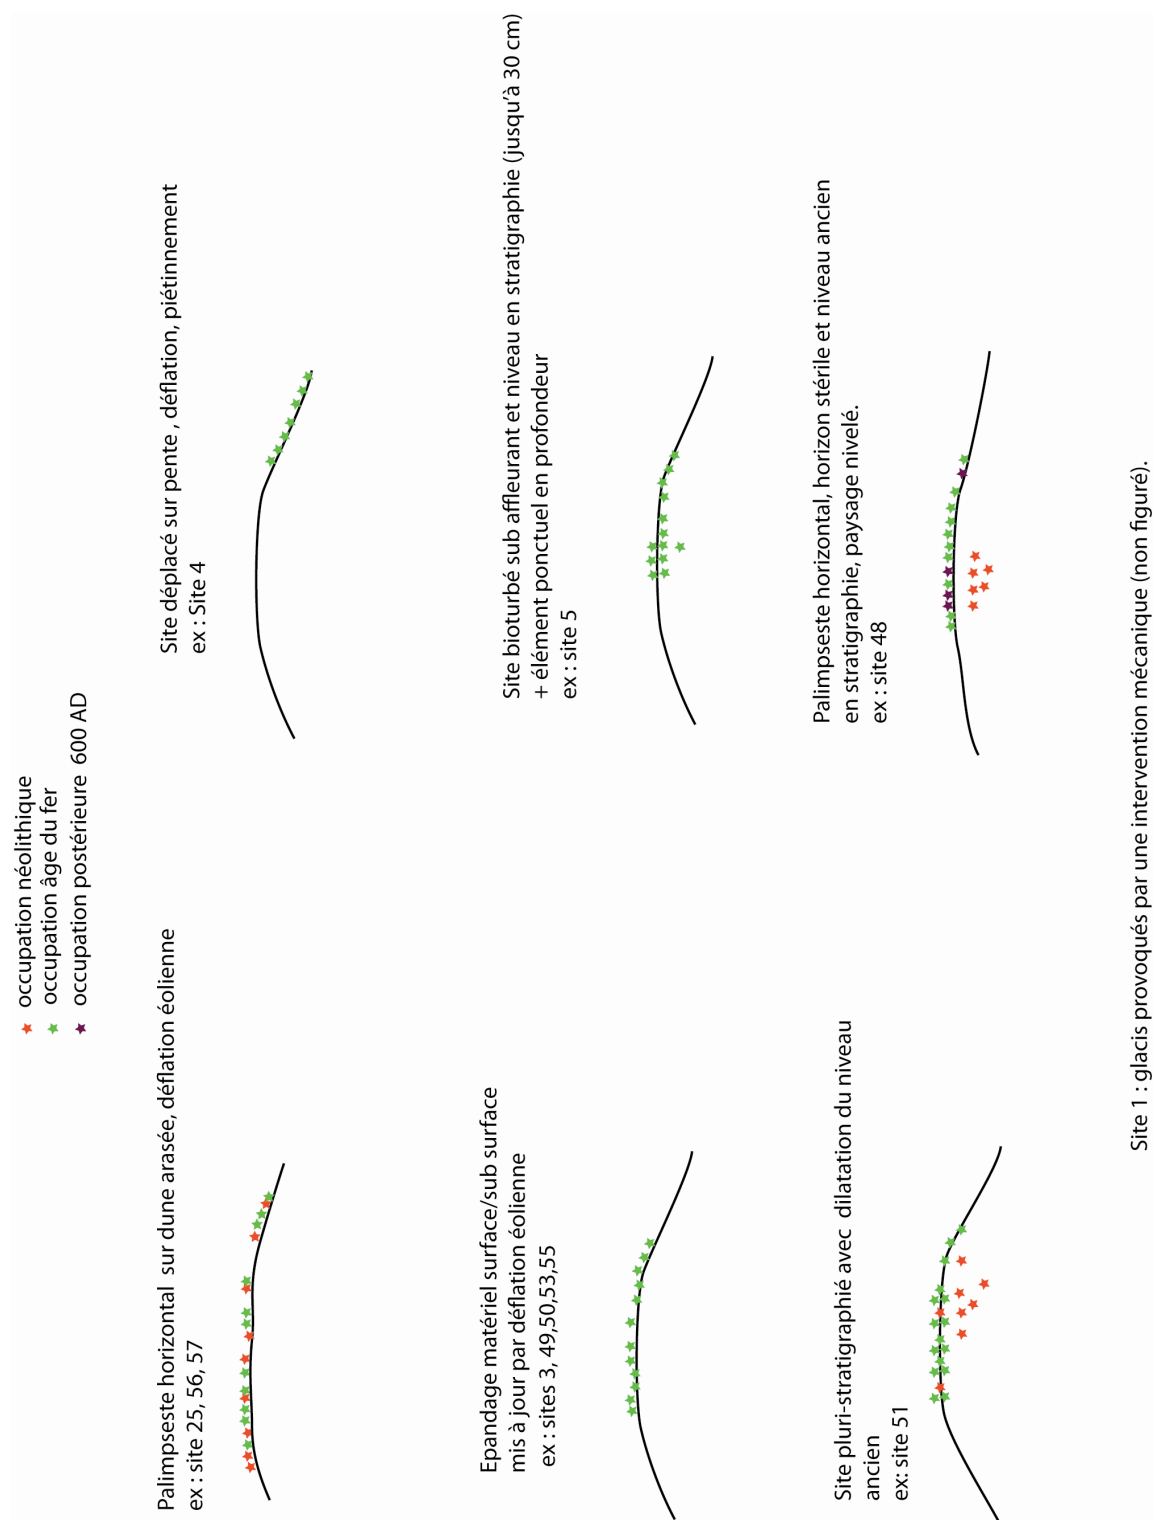 occupation néolithique
occupation âge du fer
occupation postérieure 600 AD
Palimpseste horizontal sur dune arasée, déflation éolienne
ex : site 25, 56, 57
Site déplacé sur pente , déflation, piétinnement
ex : Site 4
Epandage matériel surface/sub surface
mis à jour par déflation éolienne
ex : sites 3, 49,50,53,55
Site bioturbé sub affleurant et niveau en stratigraphie (jusqu'à 30 cm)
+ élément ponctuel en profondeur
ex : site 5
Site pluri-stratigraphié avec dilatation du niveau
ancien
ex: site 51
Palimpseste horizontal, horizon stérile et niveau ancien
en stratigraphie, paysage nivelé.
ex : site 48
Site 1 : glacis provoqués par une intervention mécanique (non figuré).